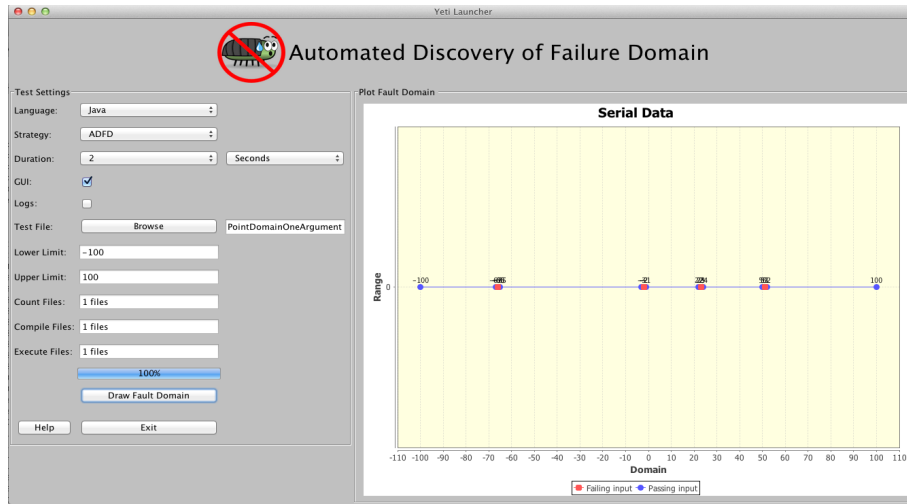 Yeti Launcher
Automated Discovery of Failure Domain
Test Settings
Language: Java
Strategy: ADFD
Duration: 2 Seconds
GUI:
Logs:
Test File: Browse PointDomainOneArgument
Lower Limit: -100
Upper Limit: 100
Count Files: 1 files
Compile Files: 1 files
Execute Files: 1 files
100%
Draw Fault Domain
Help Exit
Plot Fault Domain
Serial Data
Range
0
-100 100
-110 -100 -90 -80 -70 -60 -50 -40 -30 -20 -10 0 10 20 30 40 50 60 70 80 90 100 110
Domain
Failing input Passing input